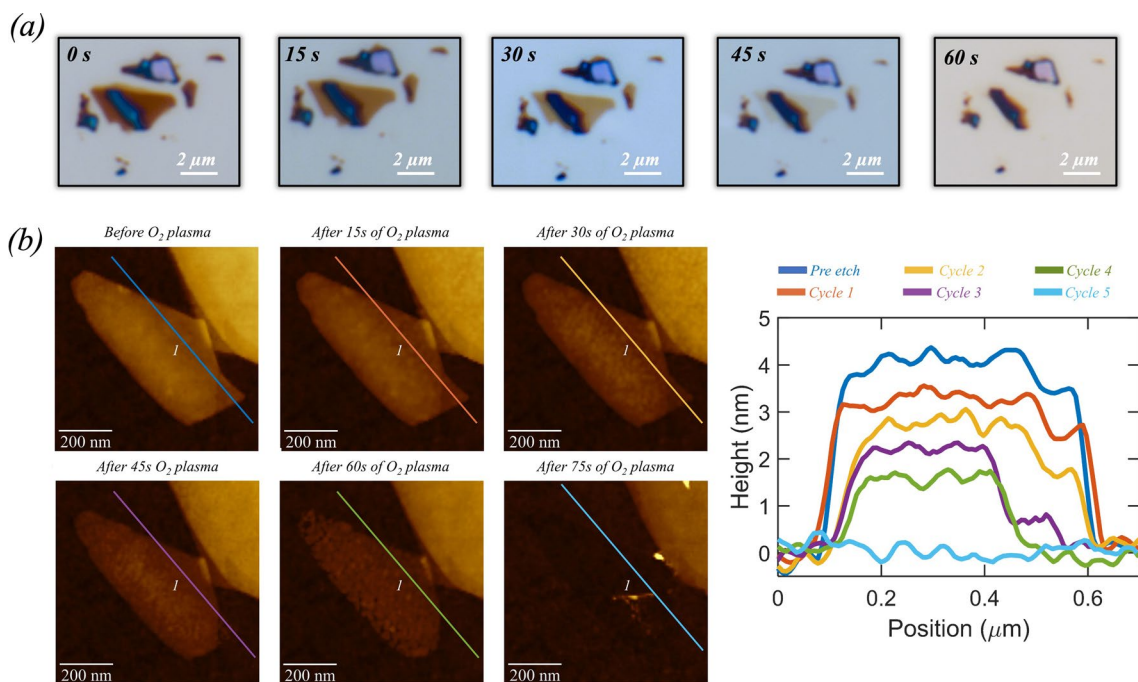 (a)
0 s
15 s
30 s
45 s
60 s
2 µm
2 µm
2 µm
2 µm
2 µm
(b)
Before O2 plasma
After 15s of O2 plasma
After 30s of O2 plasma
1
1
1
200 nm
200 nm
200 nm
After 45s O2 plasma
After 60s of O2 plasma
After 75s of O2 plasma
1
1
1
200 nm
200 nm
200 nm
Pre etch
Cycle 2
Cycle 4
Cycle 1
Cycle 3
Cycle 5
Height (nm)
5
4
3
2
1
0
0
0.2
0.4
0.6
Position (µm)